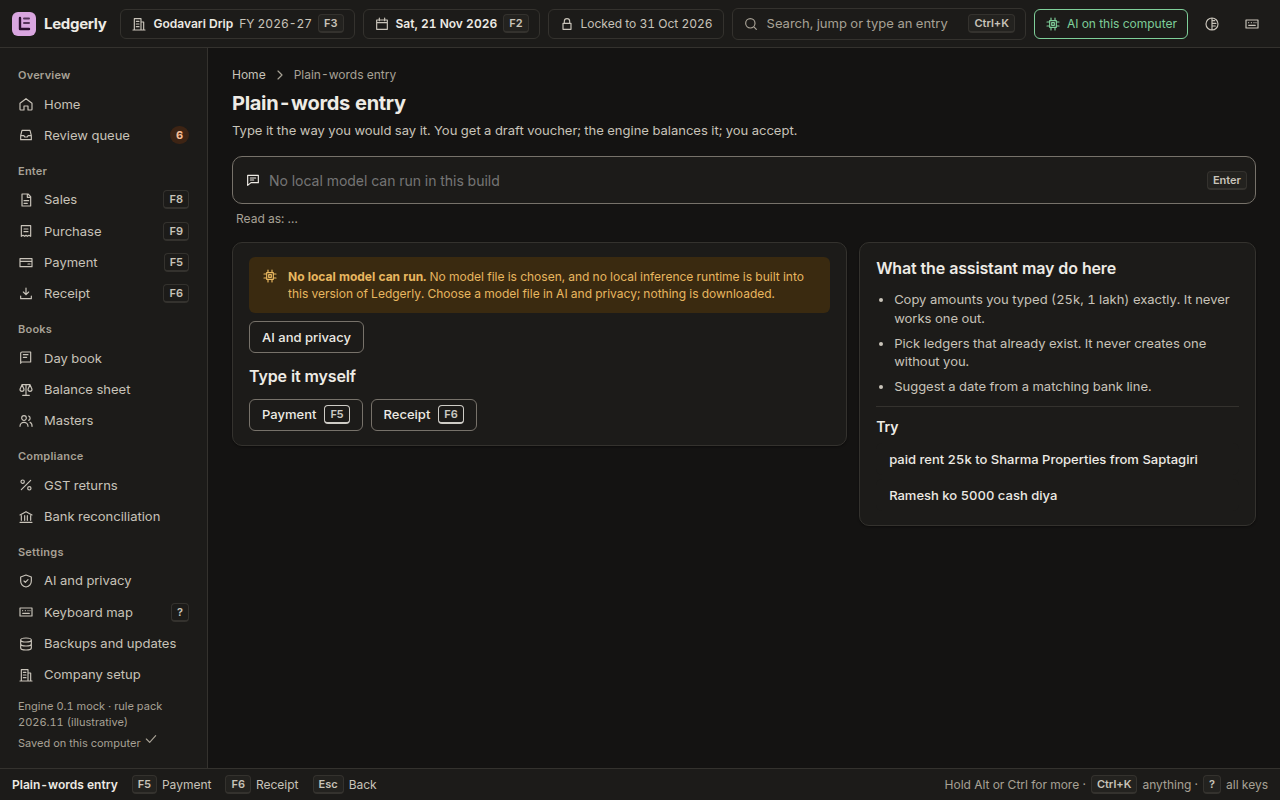 Ledgerly
Godavari Drip FY 2026-27 F3
Sat, 21 Nov 2026 F2
Locked to 31 Oct 2026
Search, jump or type an entry Ctrl+K
AI on this computer
Overview
Home
Review queue 6
Enter
Sales F8
Purchase F9
Payment F5
Receipt F6
Books
Day book
Balance sheet
Masters
Compliance
GST returns
Bank reconciliation
Settings
AI and privacy
Keyboard map ?
Backups and updates
Company setup
Engine 0.1 mock · rule pack
2026.11 (illustrative)
Saved on this computer
Home > Plain-words entry
Plain-words entry
Type it the way you would say it. You get a draft voucher; the engine balances it; you accept.
No local model can run in this build Enter
Read as: ...
No local model can run. No model file is chosen, and no local inference runtime is built into
this version of Ledgerly. Choose a model file in AI and privacy; nothing is downloaded.
AI and privacy
Type it myself
Payment F5 Receipt F6
What the assistant may do here
• Copy amounts you typed (25k, 1 lakh) exactly. It never
works one out.
• Pick ledgers that already exist. It never creates one
without you.
• Suggest a date from a matching bank line.
Try
paid rent 25k to Sharma Properties from Saptagiri
Ramesh ko 5000 cash diya
Plain-words entry F5 Payment F6 Receipt Esc Back
Hold Alt or Ctrl for more · Ctrl+K anything · ? all keys